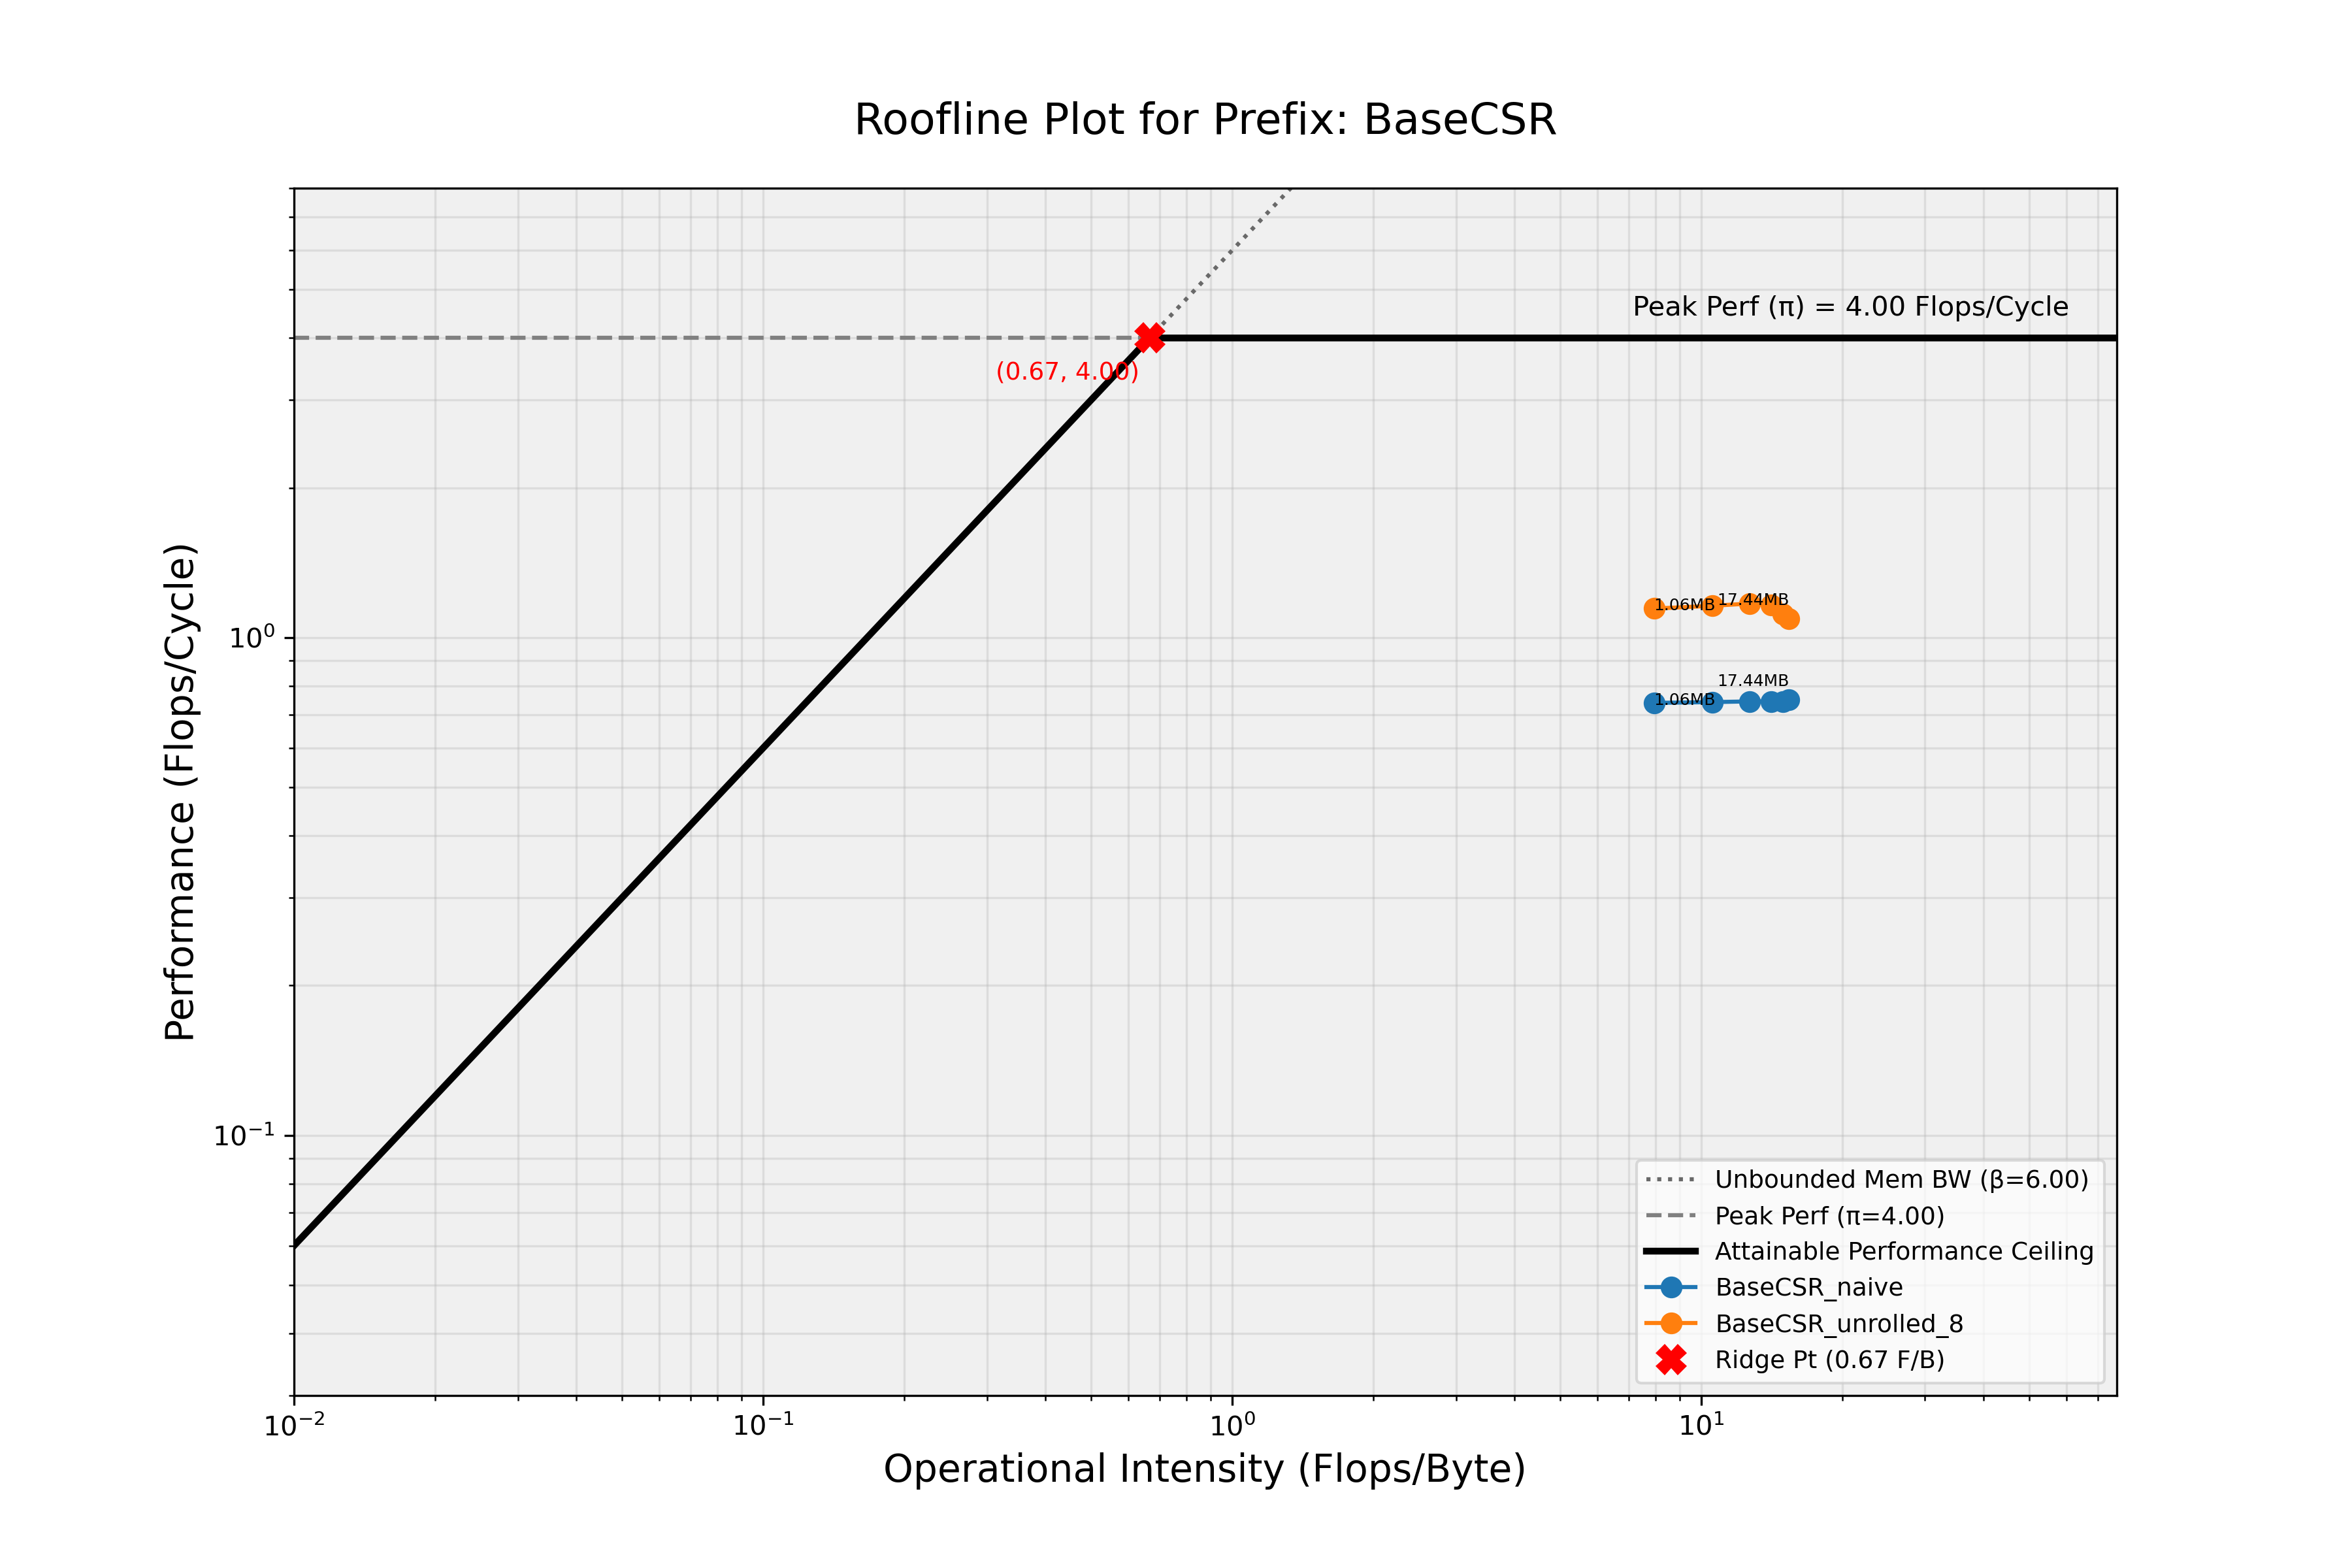 Roofline Plot for Prefix: BaseCSR
Peak Perf (π) = 4.00 Flops/Cycle
(0.67, 4.00)
1.06MB
17.44MB
17.44MB
1.06MB
Performance (Flops/Cycle)
10⁰
10⁻¹
Unbounded Mem BW (β=6.00)
Peak Perf (π=4.00)
Attainable Performance Ceiling
BaseCSR_naive
BaseCSR_unrolled_8
Ridge Pt (0.67 F/B)
10⁻² 10⁻¹ 10⁰ 10¹
Operational Intensity (Flops/Byte)